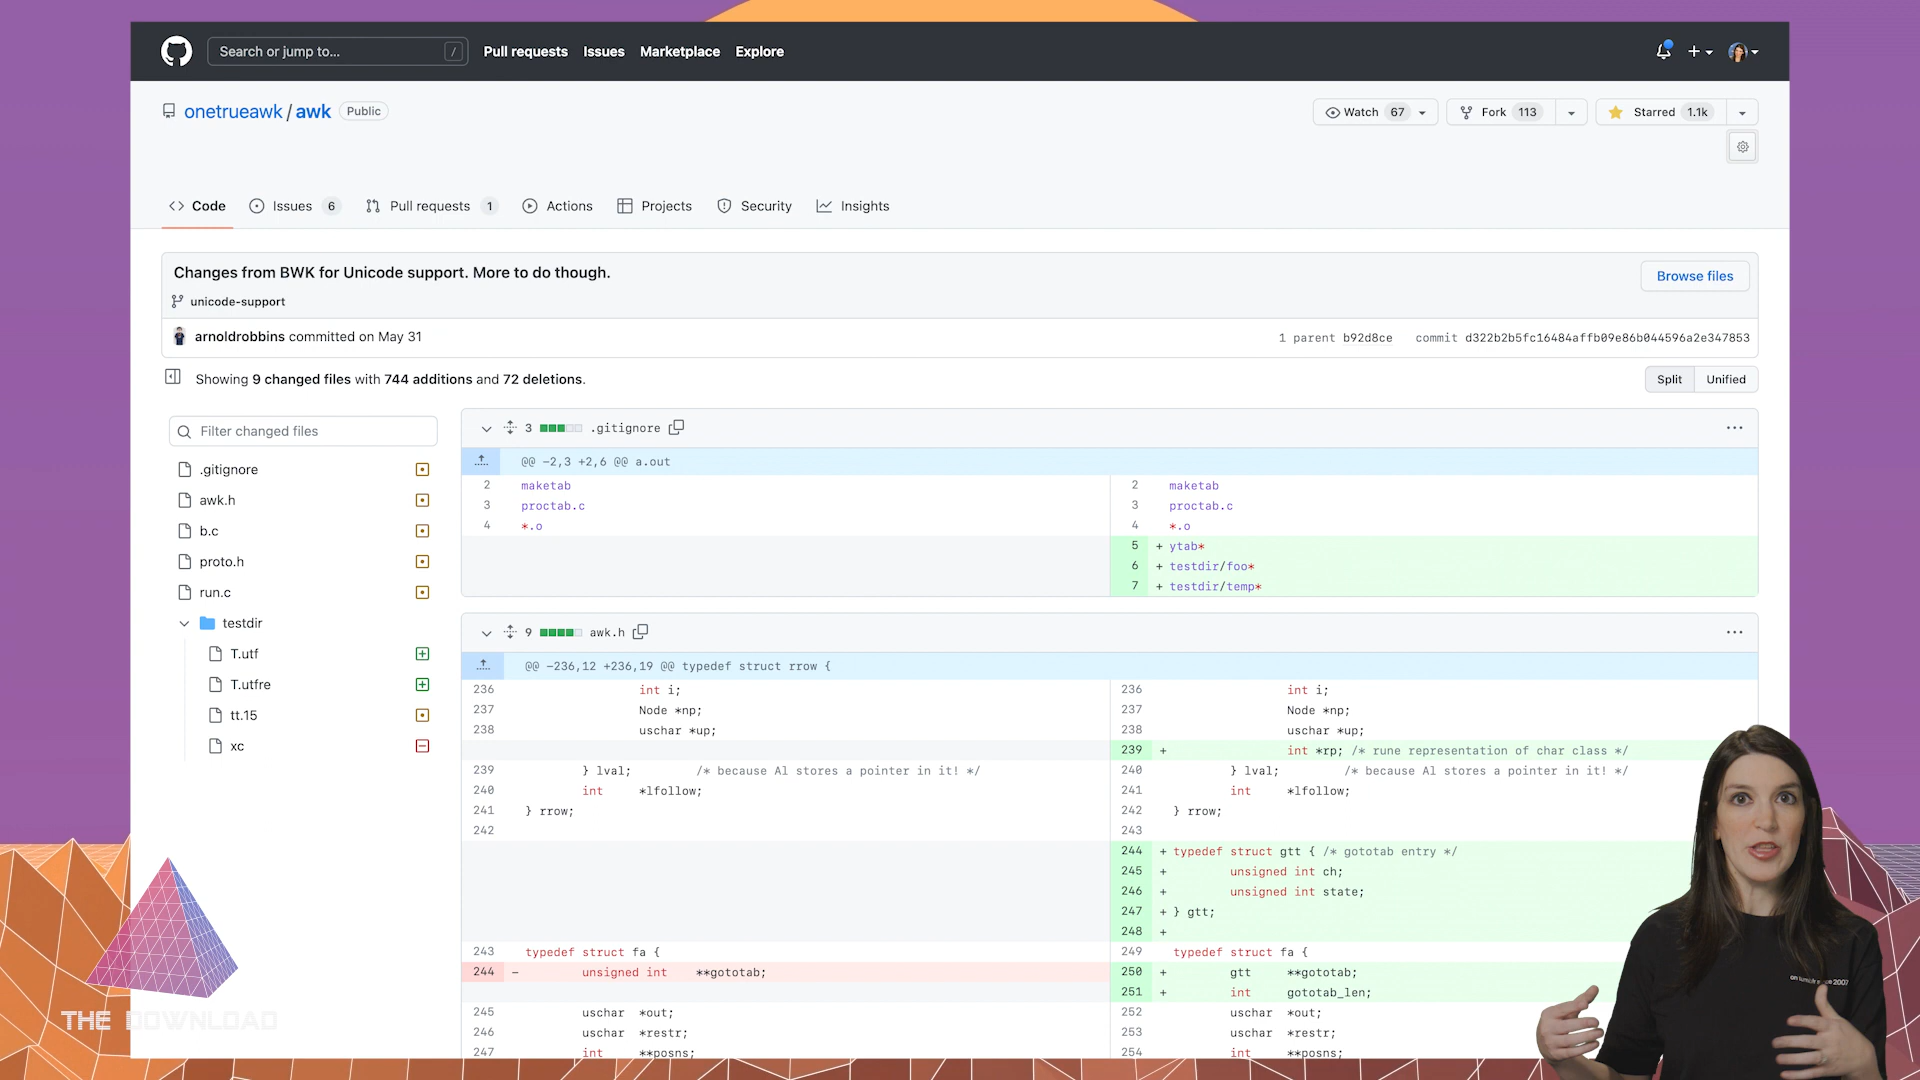 Search or jump to... /
Pull requests Issues Marketplace Explore
onetrueawk / awk Public
Watch 67 Fork 113 Starred 1.1k
Code Issues 6 Pull requests 1 Actions Projects Security Insights
Changes from BWK for Unicode support. More to do though.
Browse files
unicode-support
arnoldrobbins committed on May 31
1 parent b92d8ce commit d322b2b5fc16484affb09e86b044596a2e347853
Showing 9 changed files with 744 additions and 72 deletions.
Split Unified
Filter changed files
.gitignore
awk.h
b.c
proto.h
run.c
testdir
T.utf
T.utfre
tt.15
xc
3 .gitignore
@@ -2,3 +2,6 @@ a.out
2 maketab 2 maketab
3 proctab.c 3 proctab.c
4 *.o 4 *.o
5 + ytab*
6 + testdir/foo*
7 + testdir/temp*
9 awk.h
@@ -236,12 +236,19 @@ typedef struct rrow {
236 int i; 236 int i;
237 Node *np; 237 Node *np;
238 uschar *up; 238 uschar *up;
239 + int *rp; /* rune representation of char class */
239 } lval; /* because Al stores a pointer in it! */ 240 } lval; /* because Al stores a pointer in it! */
240 int *lfollow; 241 int *lfollow;
241 } rrow; 242 } rrow;
242 243
244 + typedef struct gtt { /* gototab entry */
245 + unsigned int ch;
246 + unsigned int state;
247 + } gtt;
248 +
243 typedef struct fa { 249 typedef struct fa {
244 - unsigned int **gototab; 250 + gtt **gototab;
251 + int gototab_len;
245 uschar *out; 252 uschar *out;
246 uschar *restr; 253 uschar *restr;
247 int **posns; 254 int **posns;
THE DOWNLOAD